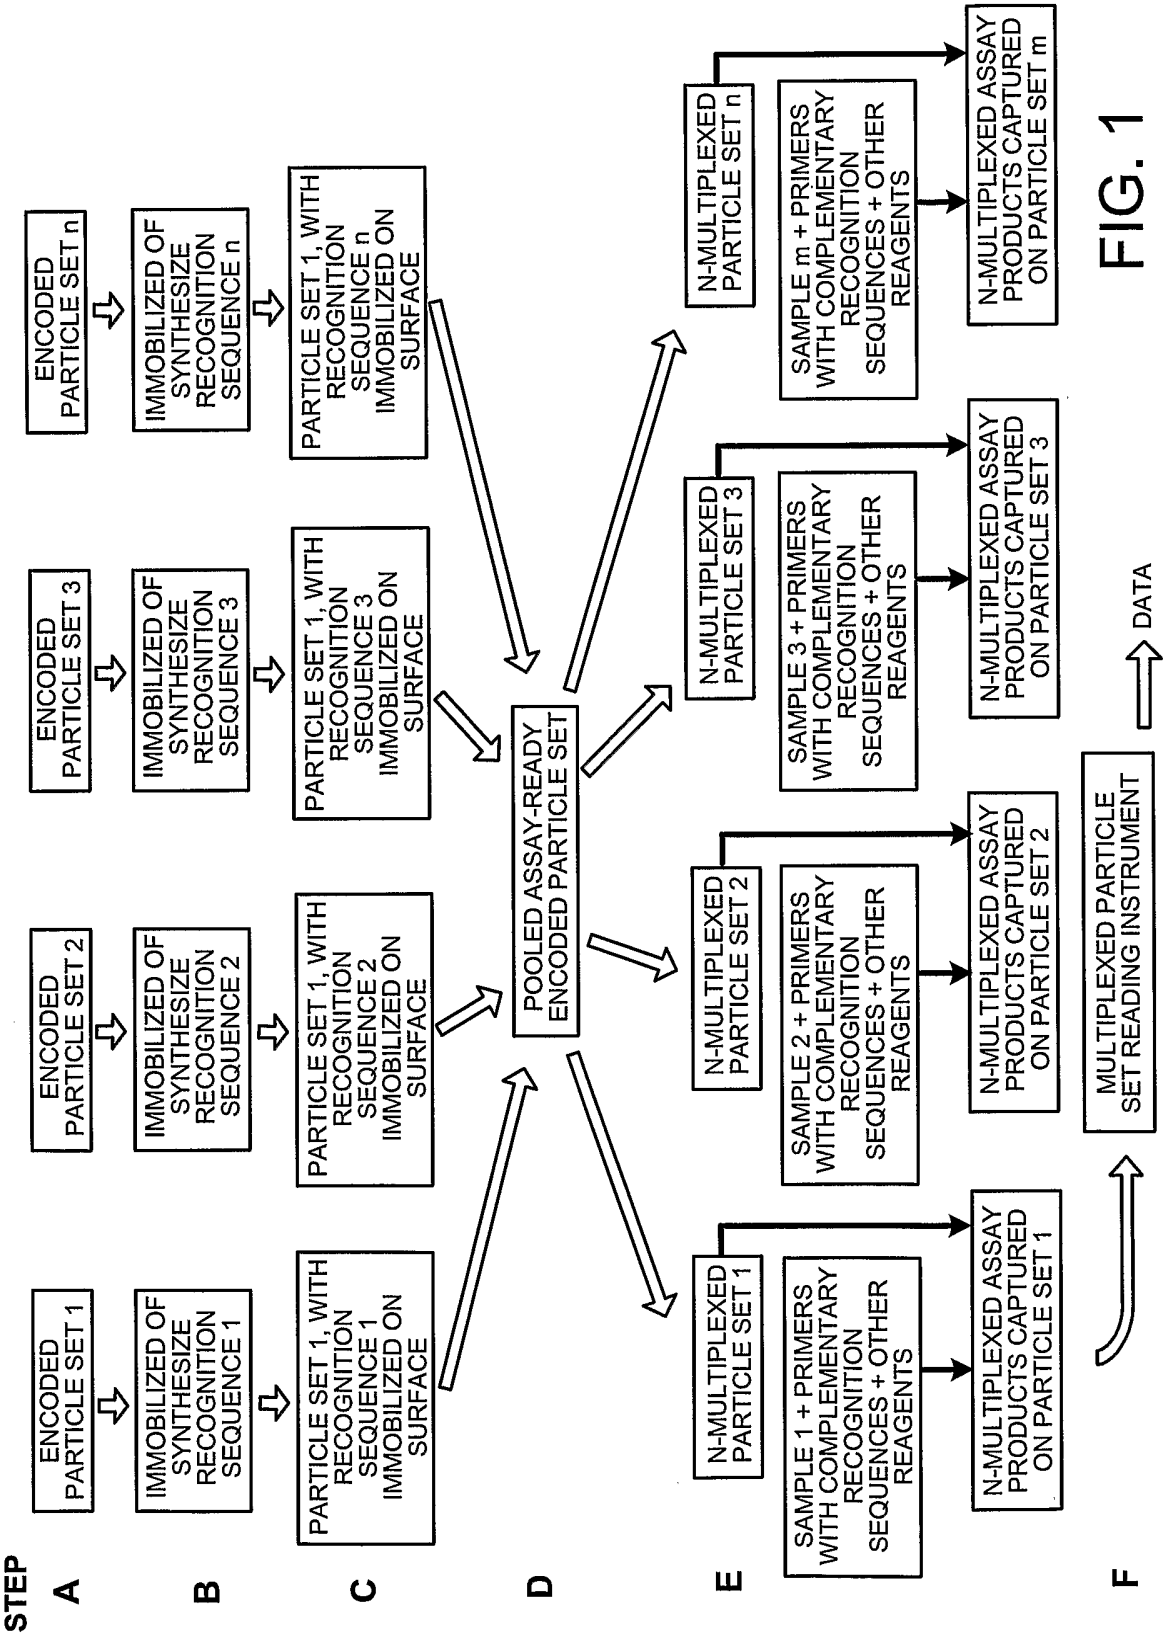 STEP
A
ENCODED
PARTICLE SET 1
ENCODED
PARTICLE SET 2
ENCODED
PARTICLE SET 3
ENCODED
PARTICLE SET n
B
IMMOBILIZED OF
SYNTHESIZE
RECOGNITION
SEQUENCE 1
IMMOBILIZED OF
SYNTHESIZE
RECOGNITION
SEQUENCE 2
IMMOBILIZED OF
SYNTHESIZE
RECOGNITION
SEQUENCE 3
IMMOBILIZED OF
SYNTHESIZE
RECOGNITION
SEQUENCE n
C
PARTICLE SET 1, WITH
RECOGNITION
SEQUENCE 1
IMMOBILIZED ON
SURFACE
PARTICLE SET 1, WITH
RECOGNITION
SEQUENCE 2
IMMOBILIZED ON
SURFACE
PARTICLE SET 1, WITH
RECOGNITION
SEQUENCE 3
IMMOBILIZED ON
SURFACE
PARTICLE SET 1, WITH
RECOGNITION
SEQUENCE n
IMMOBILIZED ON
SURFACE
D
POOLED ASSAY-READY
ENCODED PARTICLE SET
E
N-MULTIPLEXED
PARTICLE SET 1
N-MULTIPLEXED
PARTICLE SET 2
N-MULTIPLEXED
PARTICLE SET 3
N-MULTIPLEXED
PARTICLE SET n
SAMPLE 1 + PRIMERS
WITH COMPLEMENTARY
RECOGNITION
SEQUENCES + OTHER
REAGENTS
SAMPLE 2 + PRIMERS
WITH COMPLEMENTARY
RECOGNITION
SEQUENCES + OTHER
REAGENTS
SAMPLE 3 + PRIMERS
WITH COMPLEMENTARY
RECOGNITION
SEQUENCES + OTHER
REAGENTS
SAMPLE m + PRIMERS
WITH COMPLEMENTARY
RECOGNITION
SEQUENCES + OTHER
REAGENTS
N-MULTIPLEXED ASSAY
PRODUCTS CAPTURED
ON PARTICLE SET 1
N-MULTIPLEXED ASSAY
PRODUCTS CAPTURED
ON PARTICLE SET 2
N-MULTIPLEXED ASSAY
PRODUCTS CAPTURED
ON PARTICLE SET 3
N-MULTIPLEXED ASSAY
PRODUCTS CAPTURED
ON PARTICLE SET m
F
MULTIPLEXED PARTICLE
SET READING INSTRUMENT
DATA
FIG. 1